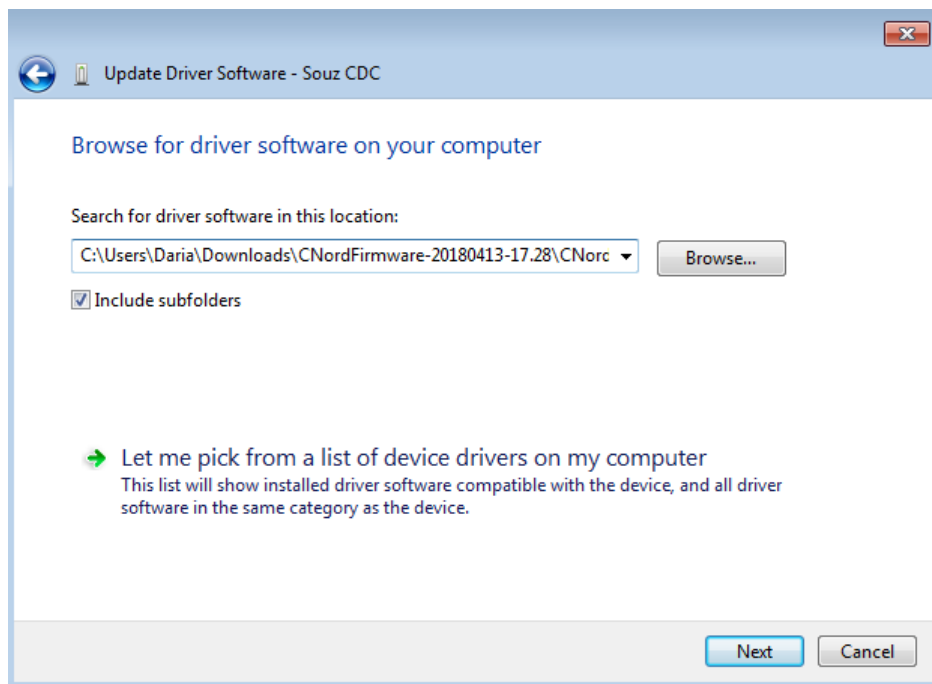 Update Driver Software - Souz CDC
Browse for driver software on your computer
Search for driver software in this location:
C:\Users\Daria\Downloads\CNordFirmware-20180413-17.28\CNord
Browse...
Include subfolders
Let me pick from a list of device drivers on my computer
This list will show installed driver software compatible with the device, and all driver
software in the same category as the device.
Next
Cancel